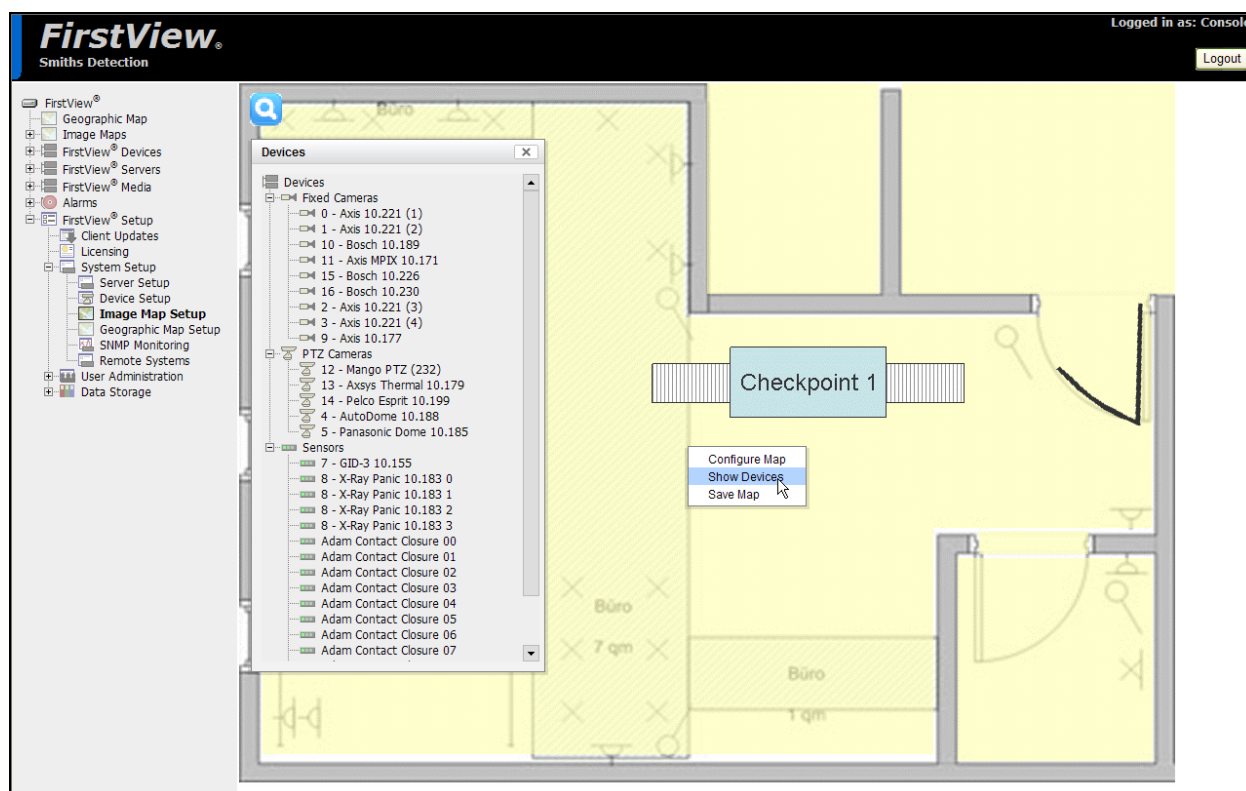 FirstView®
Smiths Detection
Logged in as: Console
Logout
FirstView®
Geographic Map
Image Maps
FirstView® Devices
FirstView® Servers
FirstView® Media
Alarms
FirstView® Setup
Client Updates
Licensing
System Setup
Server Setup
Device Setup
Image Map Setup
Geographic Map Setup
SNMP Monitoring
Remote Systems
User Administration
Data Storage
Büro
Devices
Devices
Fixed Cameras
0 - Axis 10.221 (1)
1 - Axis 10.221 (2)
10 - Bosch 10.189
11 - Axis MPIX 10.171
15 - Bosch 10.226
16 - Bosch 10.230
2 - Axis 10.221 (3)
3 - Axis 10.221 (4)
9 - Axis 10.177
PTZ Cameras
12 - Mango PTZ (232)
13 - Axsys Thermal 10.179
14 - Pelco Esprit 10.199
4 - AutoDome 10.188
5 - Panasonic Dome 10.185
Sensors
7 - GID-3 10.155
8 - X-Ray Panic 10.183 0
8 - X-Ray Panic 10.183 1
8 - X-Ray Panic 10.183 2
8 - X-Ray Panic 10.183 3
Adam Contact Closure 00
Adam Contact Closure 01
Adam Contact Closure 02
Adam Contact Closure 03
Adam Contact Closure 04
Adam Contact Closure 05
Adam Contact Closure 06
Adam Contact Closure 07
Checkpoint 1
Configure Map
Show Devices
Save Map
Büro
7 qm
Büro
1 qm